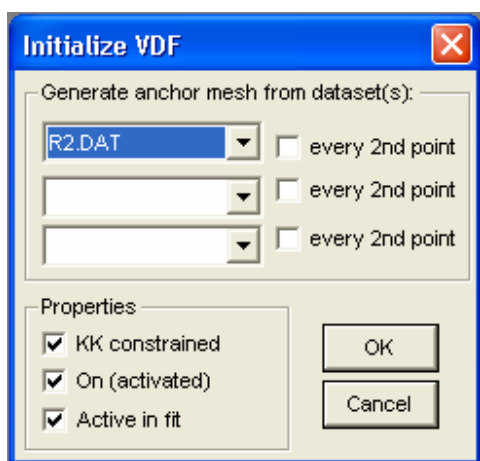 Initialize VDF
Generate anchor mesh from dataset(s):
R2.DAT
every 2nd point
every 2nd point
every 2nd point
Properties
KK constrained
On (activated)
Active in fit
OK
Cancel